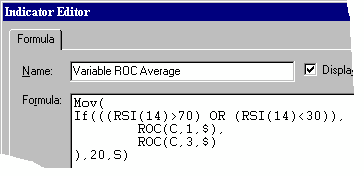 Indicator Editor
Formula
Name: Variable ROC Average
Formula:
Mov(
If(((RSI(14)>70) OR (RSI(14)<30)),
ROC(C,1,$),
ROC(C,3,$)
),20,S)